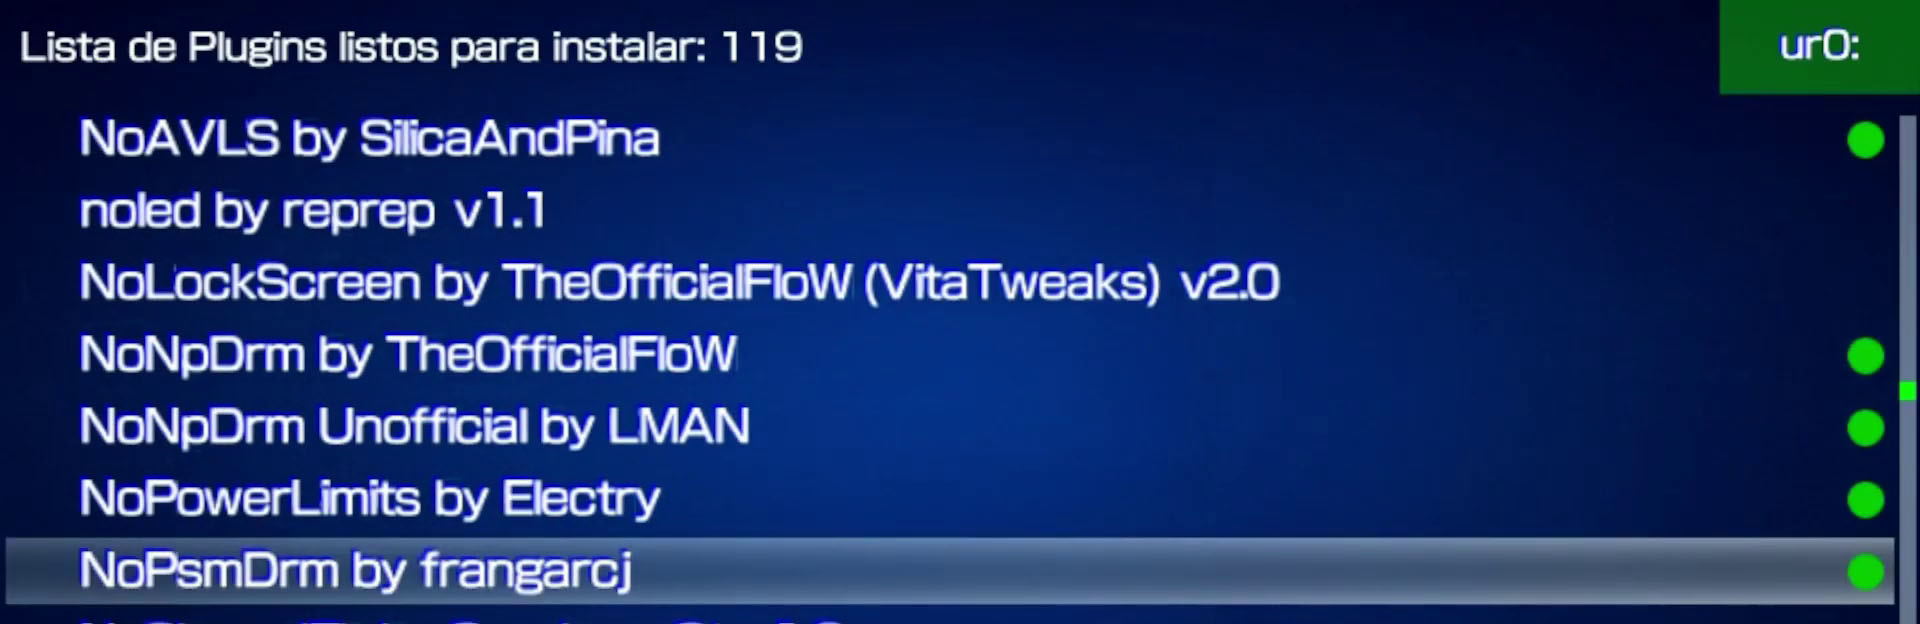 Lista de Plugins listos para instalar: 119
ur0:
NoAVLS by SilicaAndPina
noled by reprep v1.1
NoLockScreen by TheOfficialFloW (VitaTweaks) v2.0
NoNpDrm by TheOfficialFloW
NoNpDrm Unofficial by LMAN
NoPowerLimits by Electry
NoPsmDrm by frangarcj